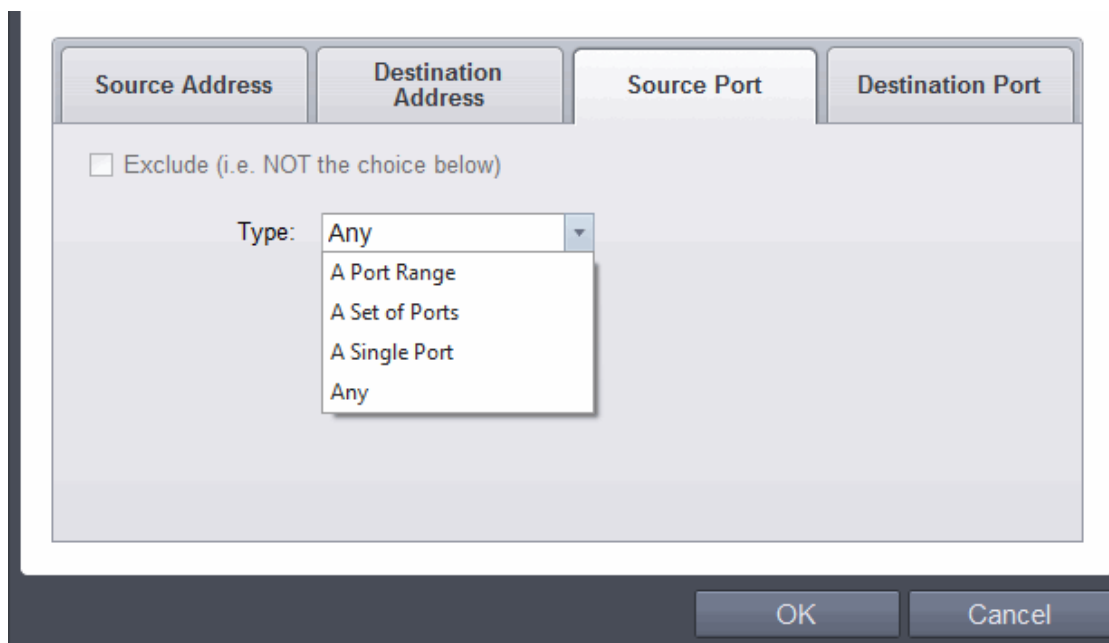 Source Address
Destination
Address
Source Port
Destination Port
Exclude (i.e. NOT the choice below)
Type: Any
A Port Range
A Set of Ports
A Single Port
Any
OK
Cancel